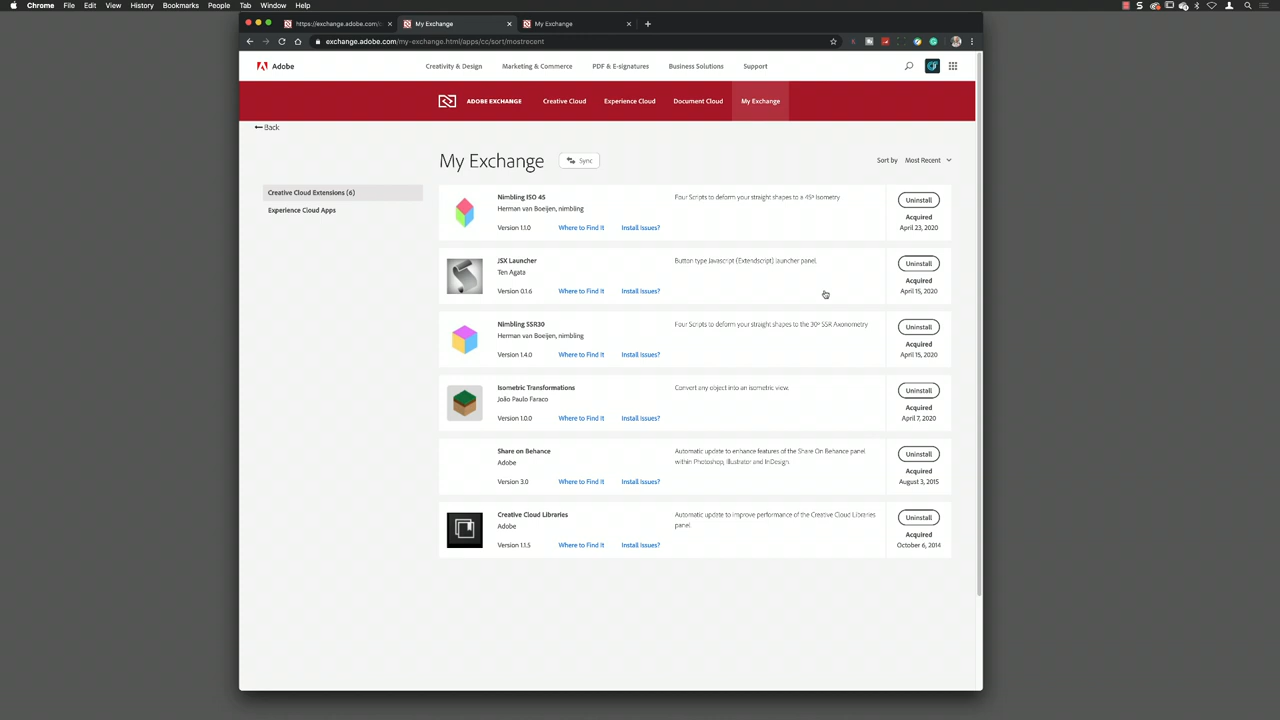 Chrome File Edit View History Bookmarks People Tab Window Help
https://exchange.adobe.com/ My Exchange My Exchange
exchange.adobe.com/my-exchange.html/apps/cc/sort/mostrecent
Adobe Creativity & Design Marketing & Commerce PDF & E-signatures Business Solutions Support
ADOBE EXCHANGE Creative Cloud Experience Cloud Document Cloud My Exchange
Back
My Exchange Sync Sort by Most Recent
Creative Cloud Extensions (6)
Experience Cloud Apps
Nimbling ISO 45 Four Scripts to deform your straight shapes to a 45º Isometry Uninstall
Herman van Boeijen, nimbling Acquired
Version 1.1.0 Where to Find It Install Issues? April 23, 2020
JSX Launcher Button type Javascript (Extendscript) launcher panel. Uninstall
Ten Agata Acquired
Version 0.1.6 Where to Find It Install Issues? April 15, 2020
Nimbling SSR30 Four Scripts to deform your straight shapes to the 30º SSR Axonometry Uninstall
Herman van Boeijen, nimbling Acquired
Version 1.4.0 Where to Find It Install Issues? April 15, 2020
Isometric Transformations Convert any object into an isometric view. Uninstall
João Paulo Faraco Acquired
Version 1.0.0 Where to Find It Install Issues? April 7, 2020
Share on Behance Automatic update to enhance features of the Share On Behance panel Uninstall
Adobe within Photoshop, Illustrator and InDesign. Acquired
Version 3.0 Where to Find It Install Issues? August 3, 2015
Creative Cloud Libraries Automatic update to improve performance of the Creative Cloud Libraries Uninstall
Adobe panel. Acquired
Version 1.1.5 Where to Find It Install Issues? October 6, 2014